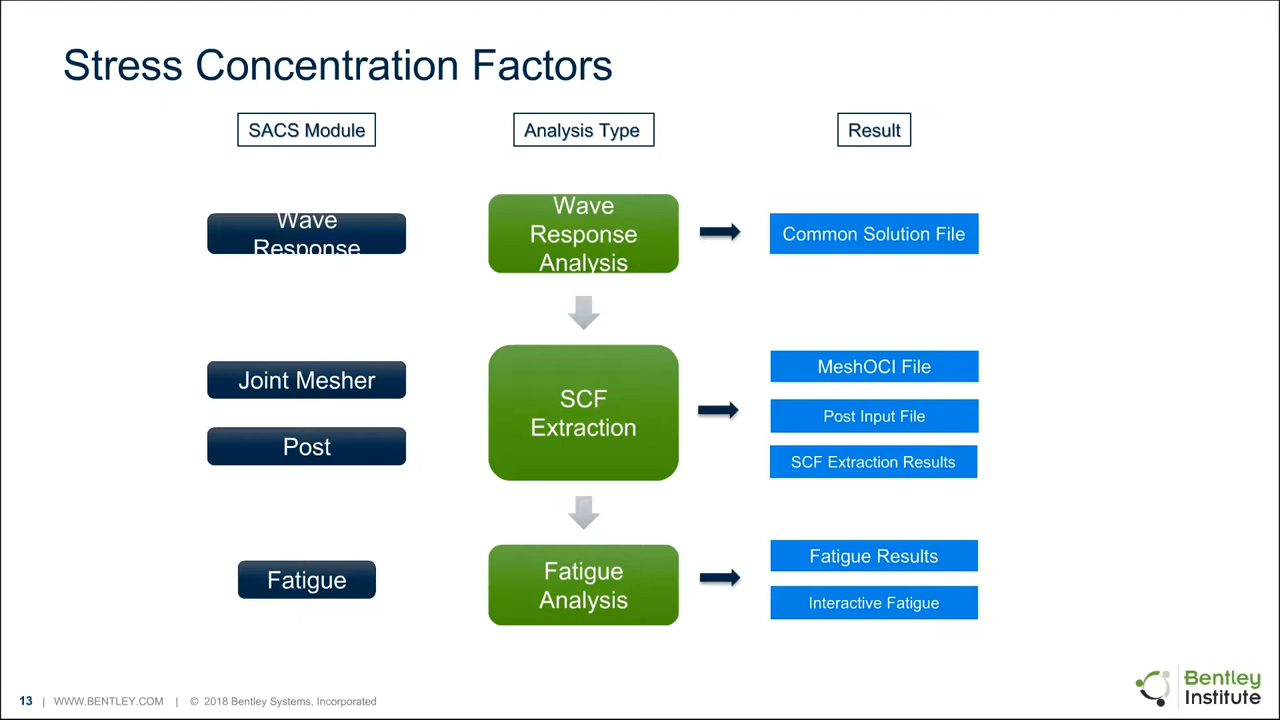 Stress Concentration Factors
SACS Module
Analysis Type
Result
Wave
Response
Wave
Response
Analysis
Common Solution File
Joint Mesher
Post
SCF
Extraction
MeshOCI File
Post Input File
SCF Extraction Results
Fatigue
Fatigue
Analysis
Fatigue Results
Interactive Fatigue
13 | WWW.BENTLEY.COM | © 2018 Bentley Systems, Incorporated
Bentley
Institute